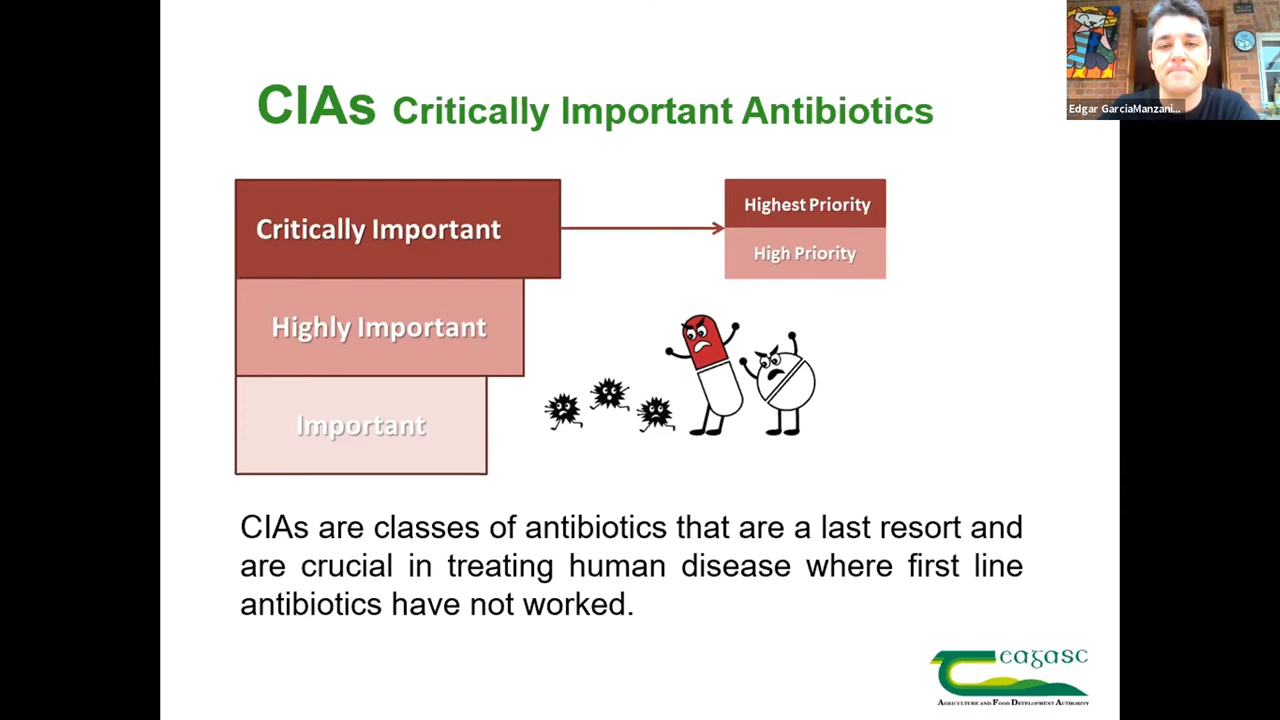 CIAs Critically Important Antibiotics
Critically Important
Highest Priority
High Priority
Highly Important
Important
CIAs are classes of antibiotics that are a last resort and
are crucial in treating human disease where first line
antibiotics have not worked.
Edgar GarciaManzani...
teagasc
AGRICULTURE AND FOOD DEVELOPMENT AUTHORITY